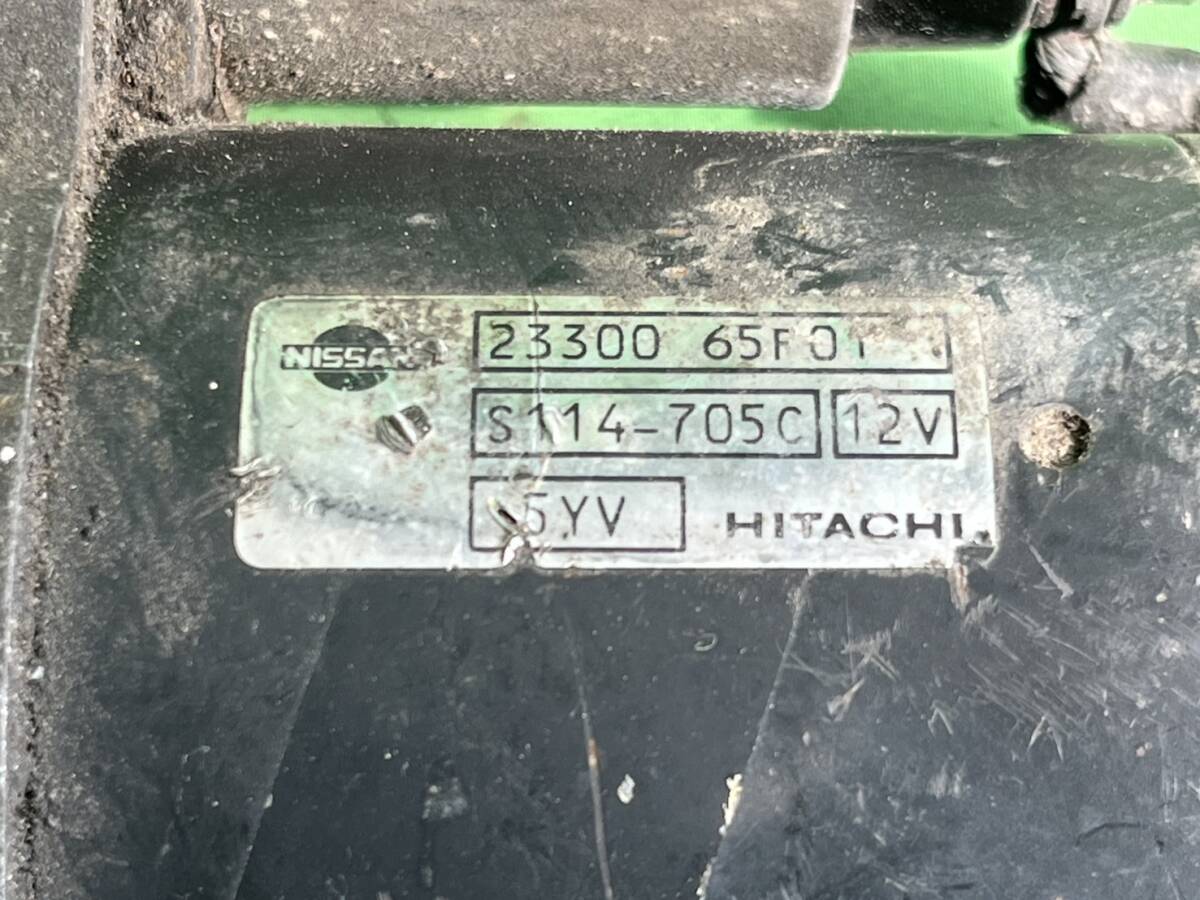 NISSAN
23300 65F01
S114-705C 12V
5YV HITACHI